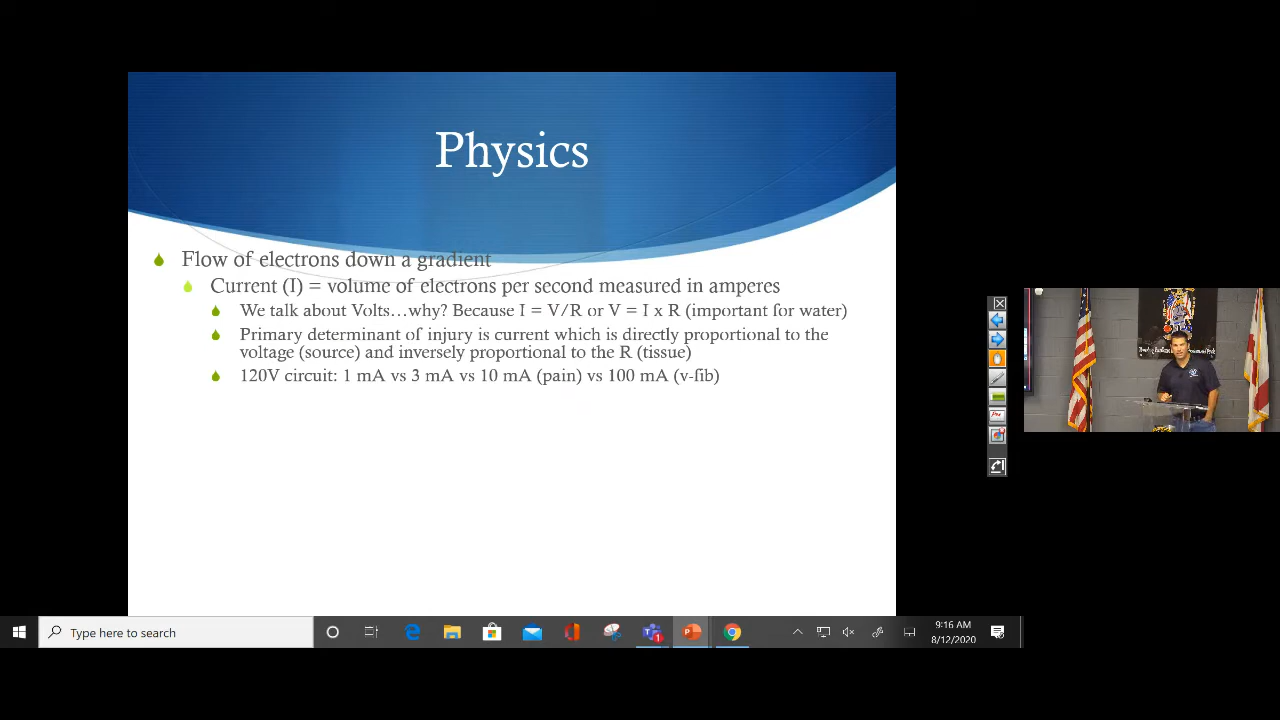 Physics
Flow of electrons down a gradient
Current (I) = volume of electrons per second measured in amperes
We talk about Volts…why? Because I = V/R or V = I x R (important for water)
Primary determinant of injury is current which is directly proportional to the
voltage (source) and inversely proportional to the R (tissue)
120V circuit: 1 mA vs 3 mA vs 10 mA (pain) vs 100 mA (v-fib)
Type here to search
9:16 AM
8/12/2020